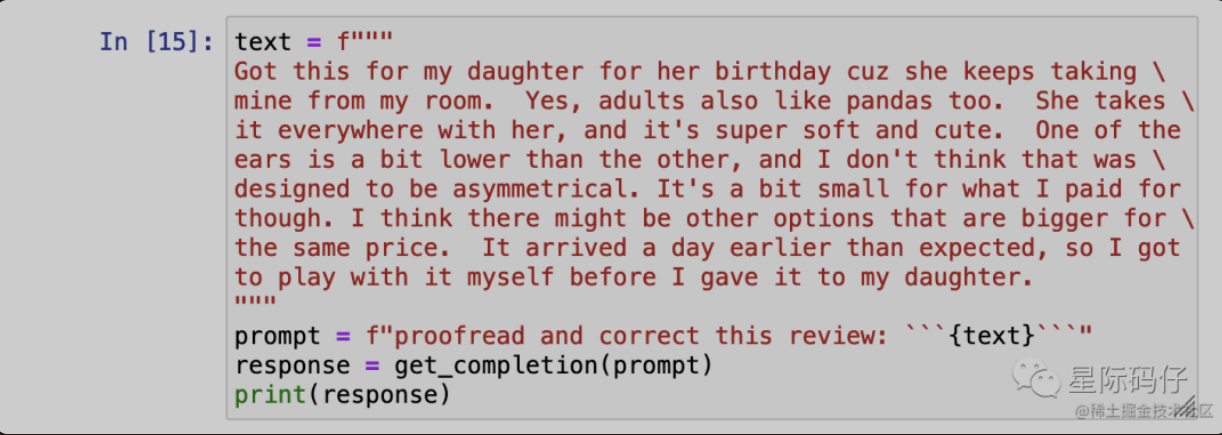 In [15]: text = f"""
Got this for my daughter for her birthday cuz she keeps taking \
mine from my room.  Yes, adults also like pandas too.  She takes \
it everywhere with her, and it's super soft and cute.  One of the
ears is a bit lower than the other, and I don't think that was \
designed to be asymmetrical. It's a bit small for what I paid for
though. I think there might be other options that are bigger for \
the same price.  It arrived a day earlier than expected, so I got
to play with it myself before I gave it to my daughter.
"""
prompt = f"proofread and correct this review: ```{text}```"
response = get_completion(prompt)
print(response)
星际码仔
@稀土掘金技术社区